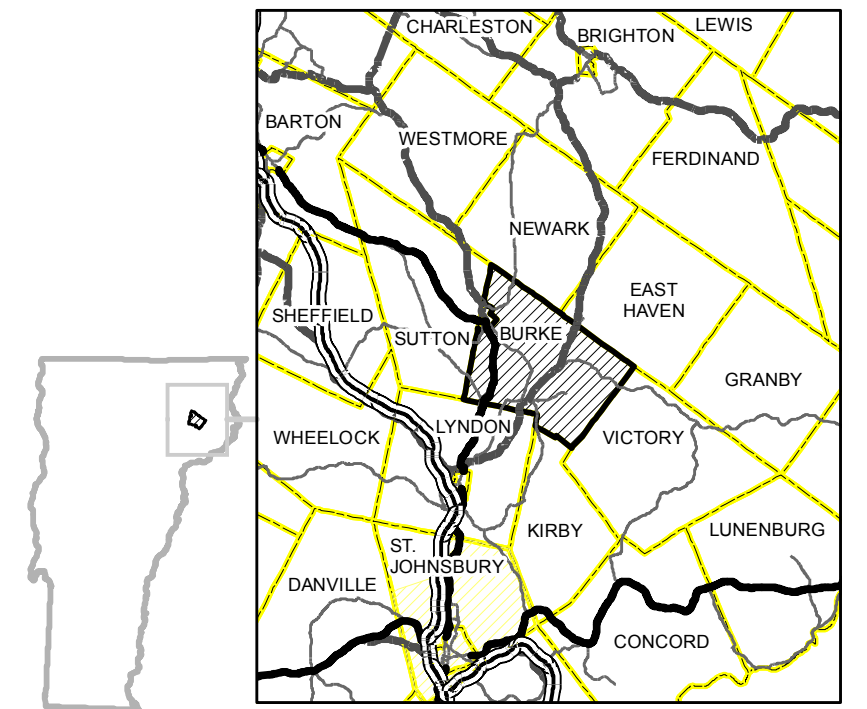 CHARLESTON
BRIGHTON
LEWIS
BARTON
WESTMORE
FERDINAND
NEWARK
EAST
HAVEN
SHEFFIELD
SUTTON
BURKE
GRANBY
WHEELOCK
LYNDON
VICTORY
KIRBY
LUNENBURG
ST.
JOHNSBURY
DANVILLE
CONCORD